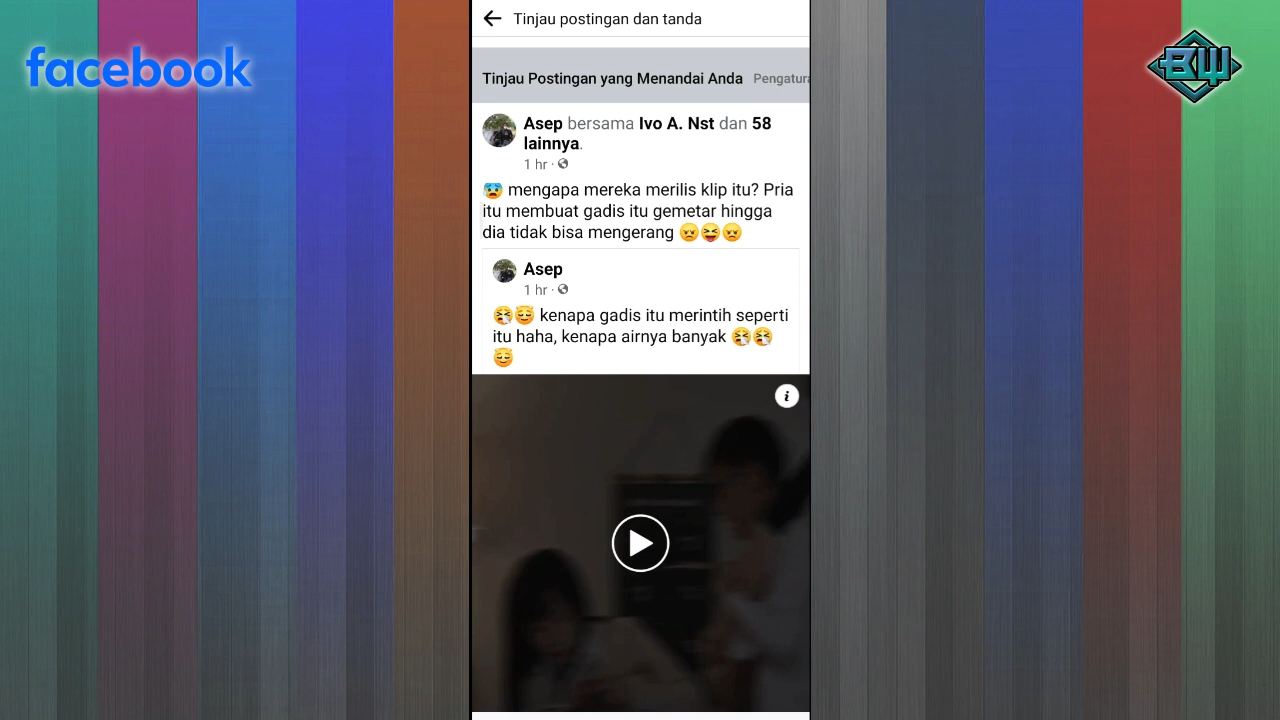 facebook
BW
Tinjau postingan dan tanda
Tinjau Postingan yang Menandai Anda Pengatura
Asep bersama Ivo A. Nst dan 58
lainnya.
1 hr ·
😰 mengapa mereka merilis klip itu? Pria
itu membuat gadis itu gemetar hingga
dia tidak bisa mengerang 😠😝😠
Asep
1 hr ·
🤧😇 kenapa gadis itu merintih seperti
itu haha, kenapa airnya banyak 🤧🤧
😇
i